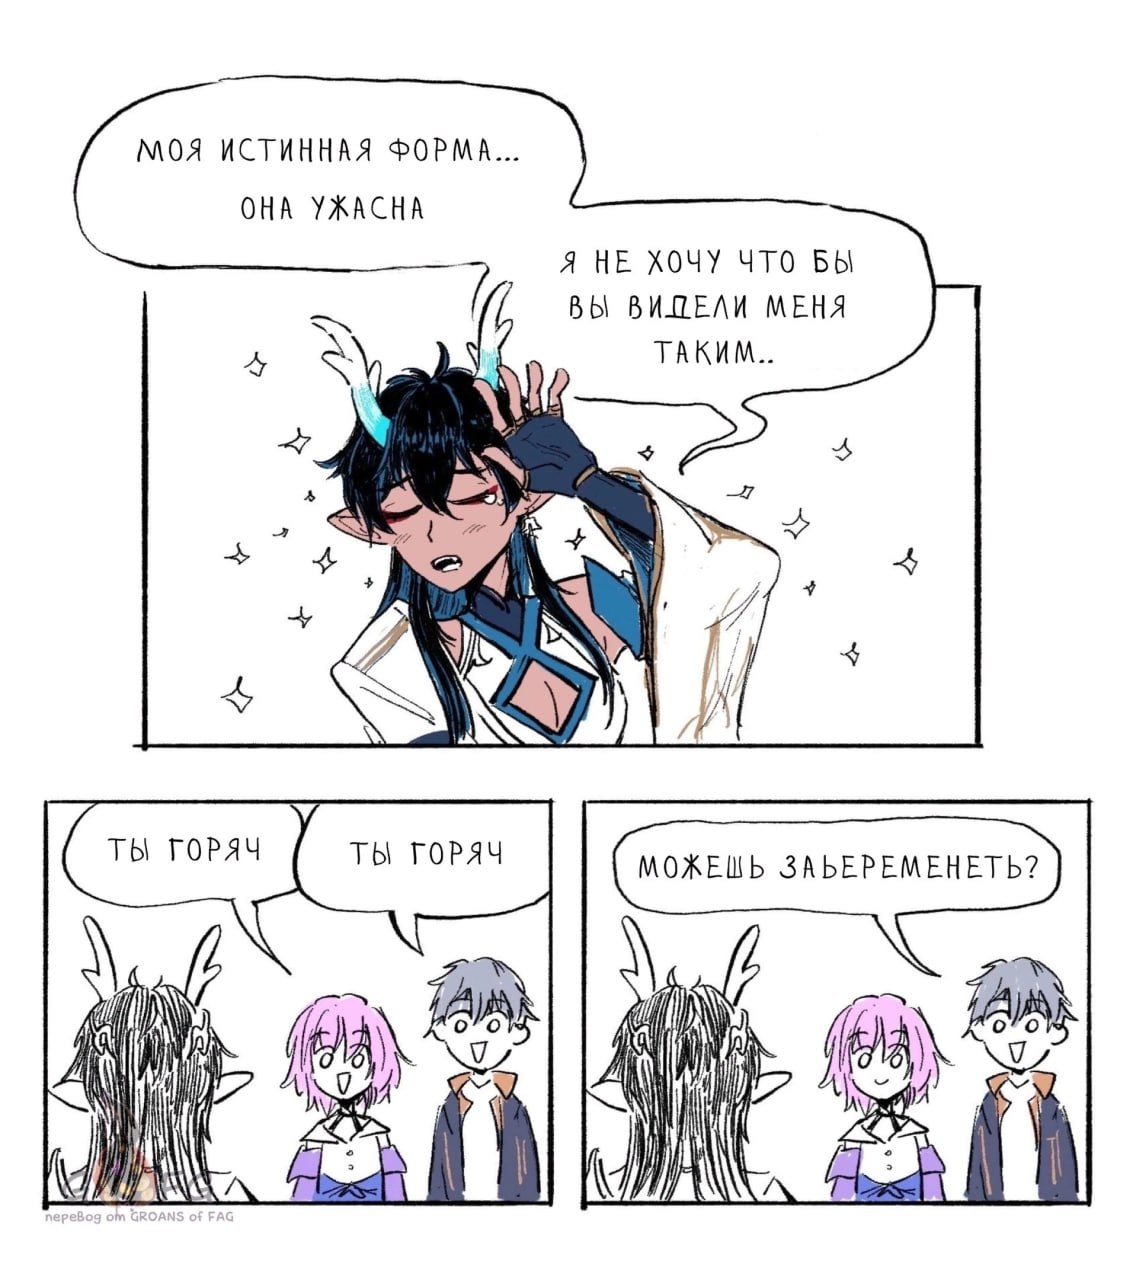 МОЯ ИСТИННАЯ ФОРМА...
ОНА УЖАСНА
Я НЕ ХОЧУ ЧТО БЫ
ВЫ ВИДЕЛИ МЕНЯ
ТАКИМ..
ТЫ ГОРЯЧ
ТЫ ГОРЯЧ
МОЖЕШЬ ЗАЬЕРЕМЕНЕТЬ?
переВод от GROANS of FAG